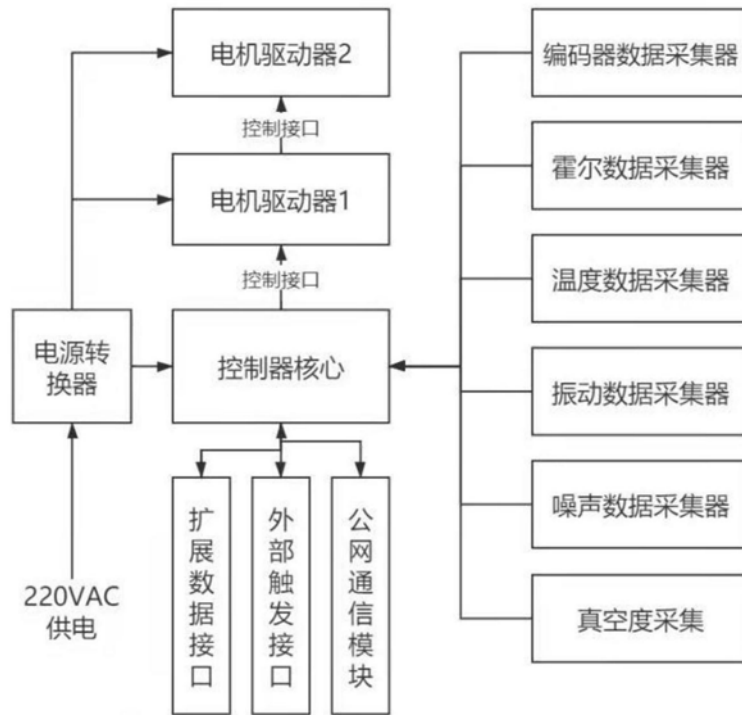 电机驱动器2
控制接口
电机驱动器1
控制接口
电源转
换器
控制器核心
扩展数据接口
外部触发接口
公网通信模块
220VAC
供电
编码器数据采集器
霍尔数据采集器
温度数据采集器
振动数据采集器
噪声数据采集器
真空度采集